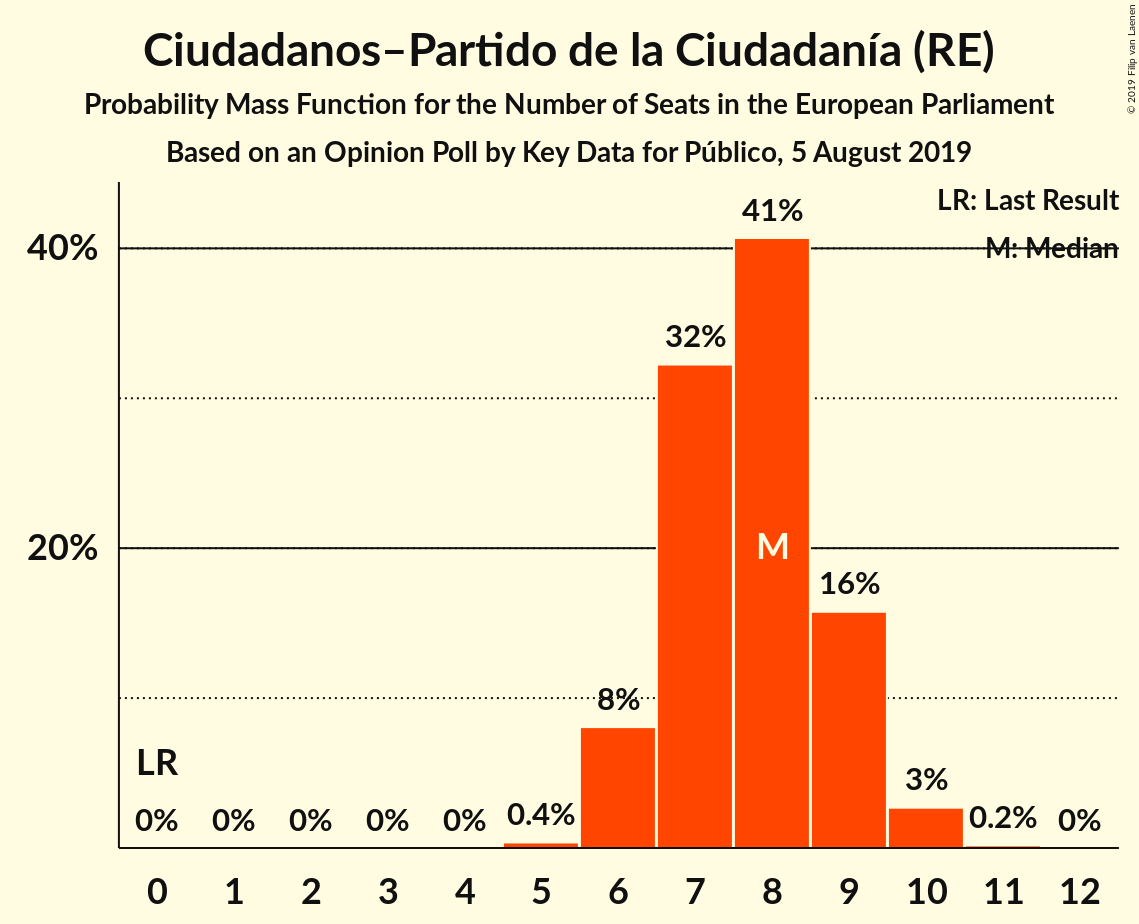 Ciudadanos–Partido de la Ciudadanía (RE)
Probability Mass Function for the Number of Seats in the European Parliament
Based on an Opinion Poll by Key Data for Público, 5 August 2019
© 2019 Filip van Laenen
LR: Last Result
M: Median
41%
40%
32%
20%
M
16%
8%
LR
3%
0% 0% 0% 0% 0% 0.4% 0.2% 0%
0 1 2 3 4 5 6 7 8 9 10 11 12